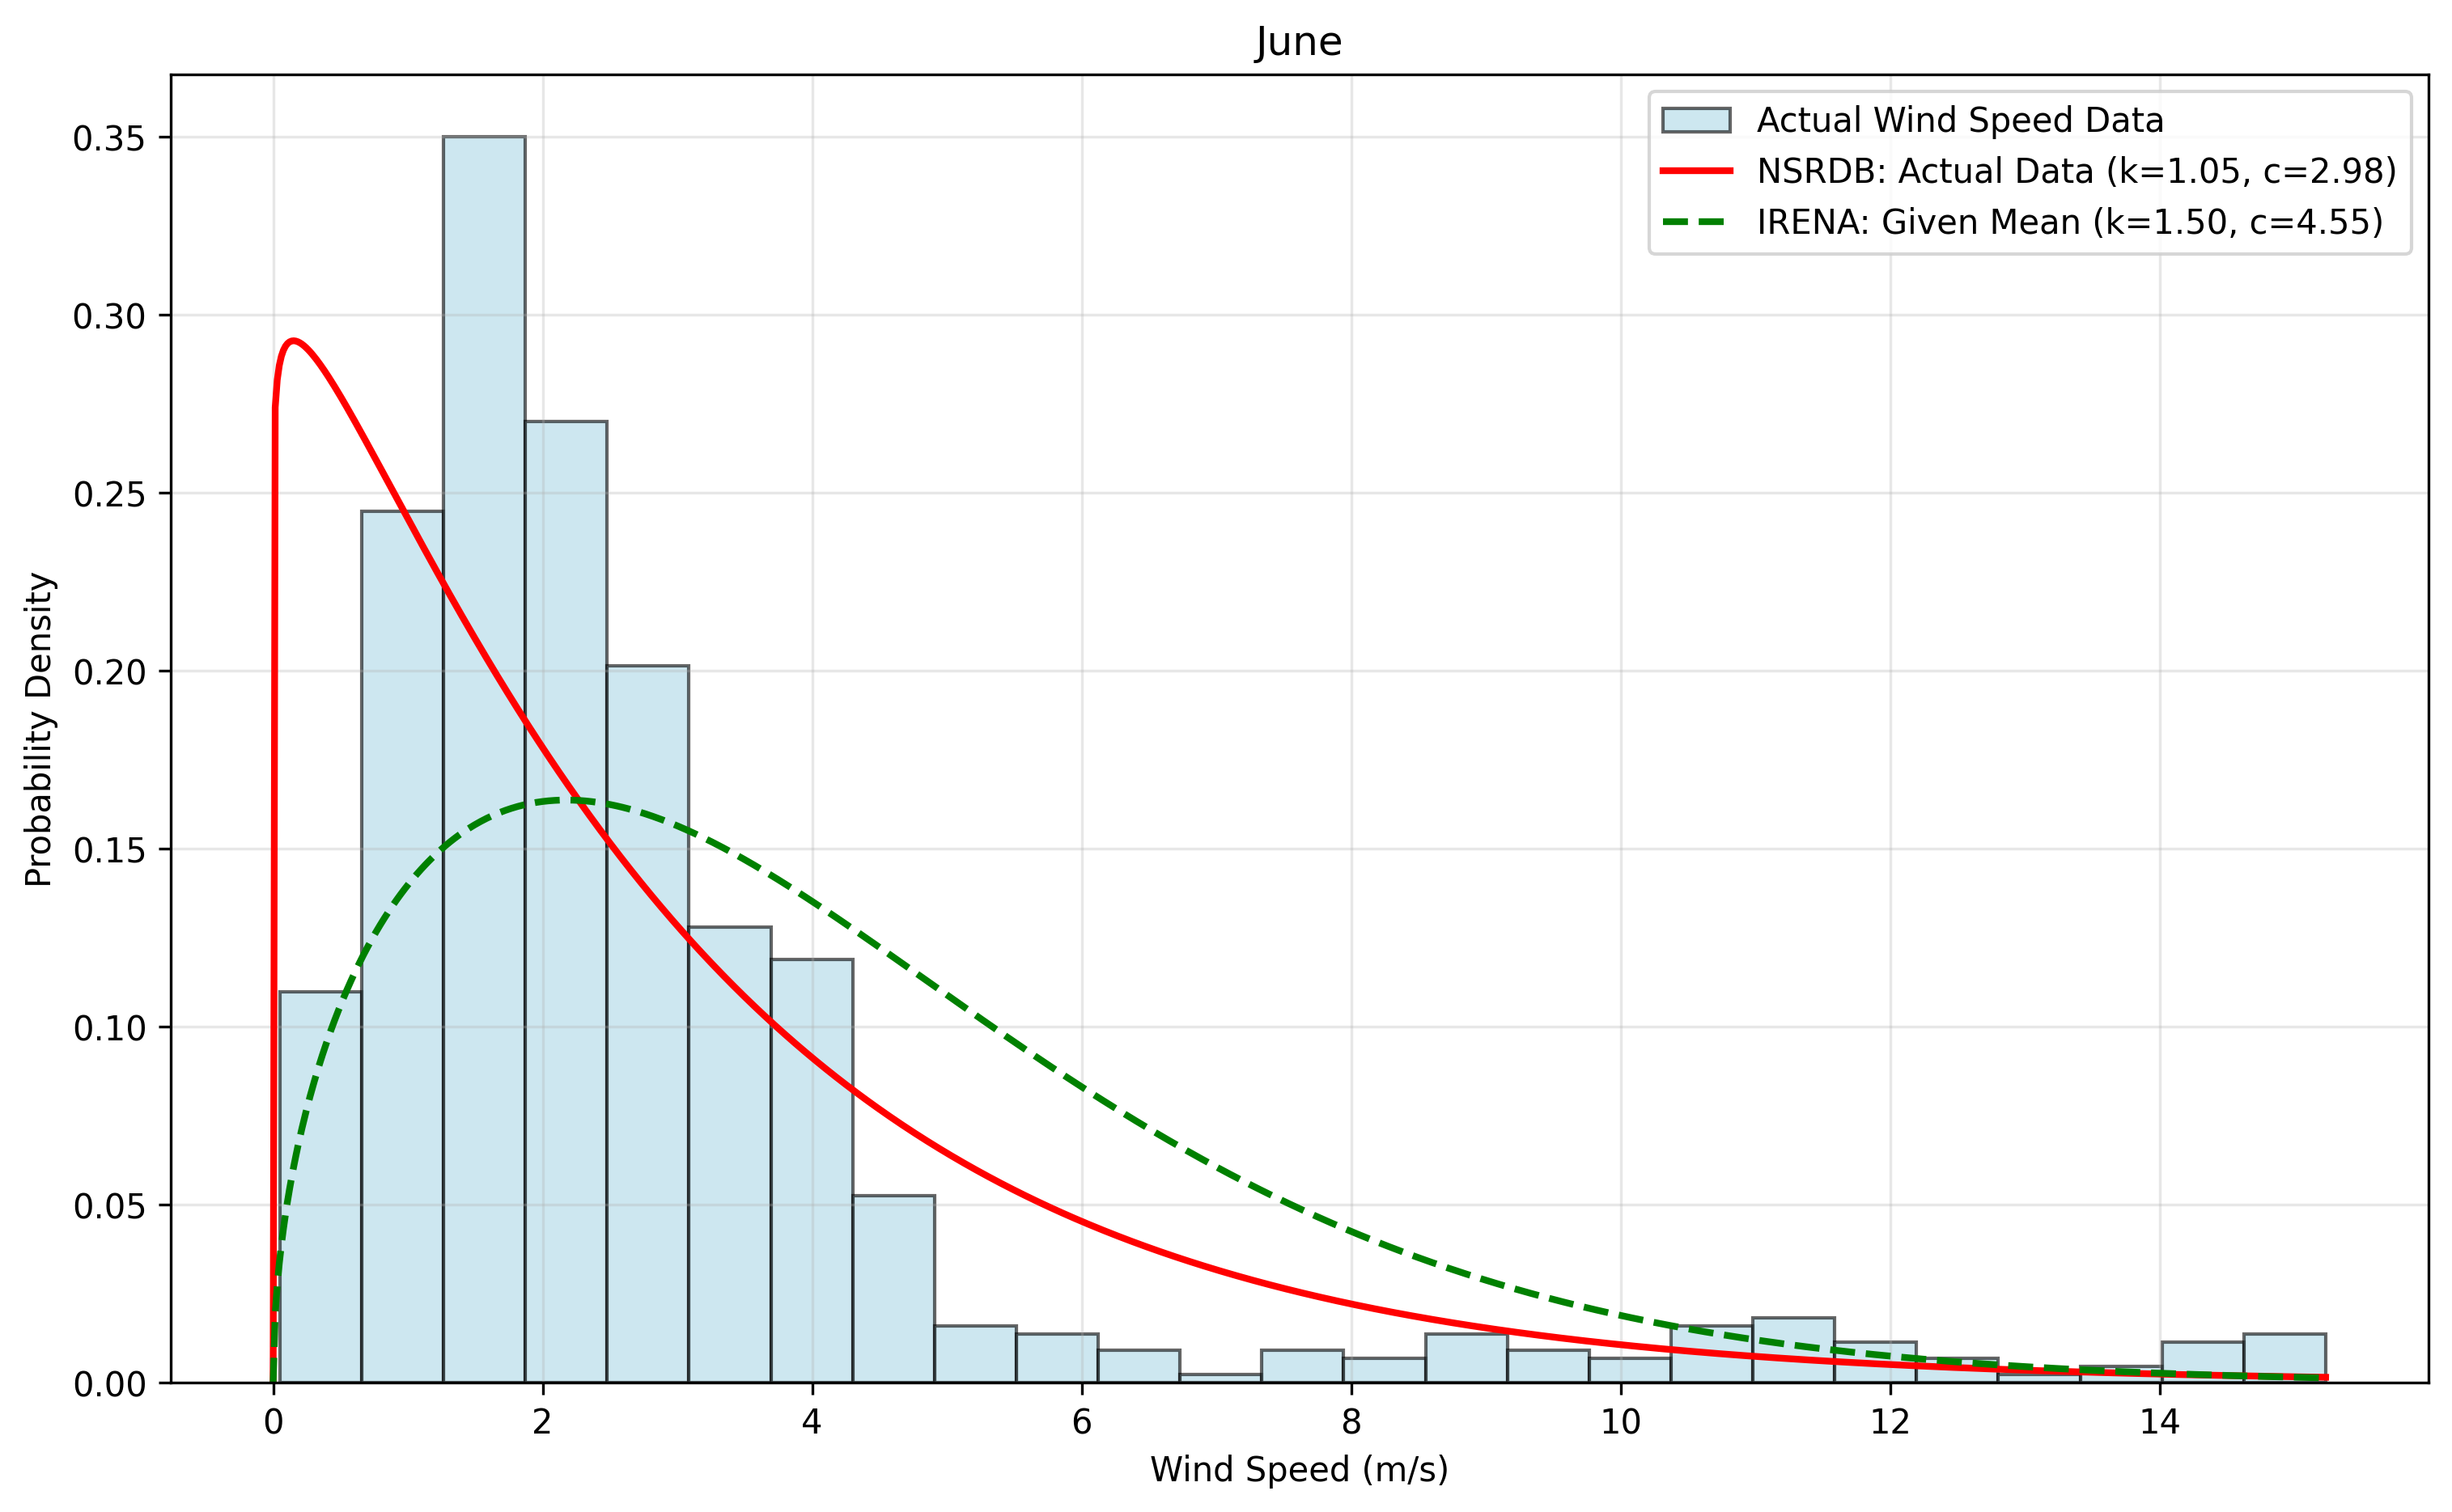 June
Actual Wind Speed Data
NSRDB: Actual Data (k=1.05, c=2.98)
IRENA: Given Mean (k=1.50, c=4.55)
Probability Density
0.35
0.30
0.25
0.20
0.15
0.10
0.05
0.00
0 2 4 6 8 10 12 14
Wind Speed (m/s)